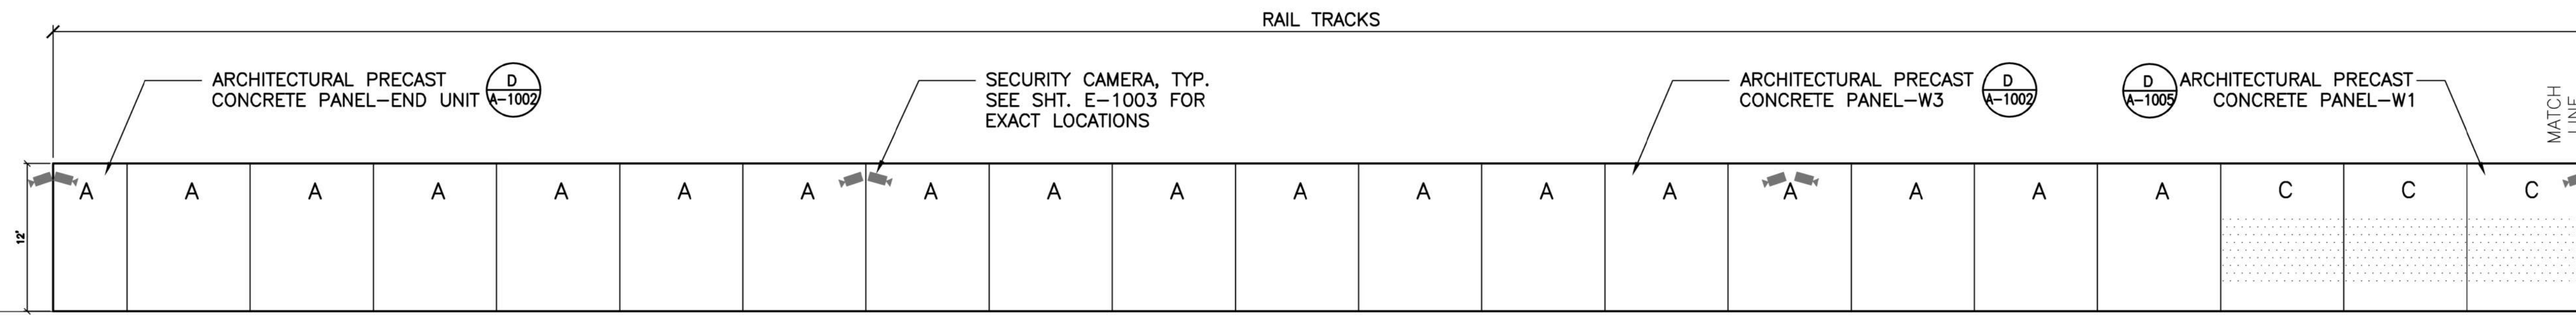 RAIL TRACKS
ARCHITECTURAL PRECAST
CONCRETE PANEL-END UNIT
D
A-1002
SECURITY CAMERA, TYP.
SEE SHT. E-1003 FOR
EXACT LOCATIONS
ARCHITECTURAL PRECAST
CONCRETE PANEL-W3
D
A-1002
D
A-1005
ARCHITECTURAL PRECAST
CONCRETE PANEL-W1
MATCH
LINE
12'
A A A A A A A A A A A A A A A A A A C C C